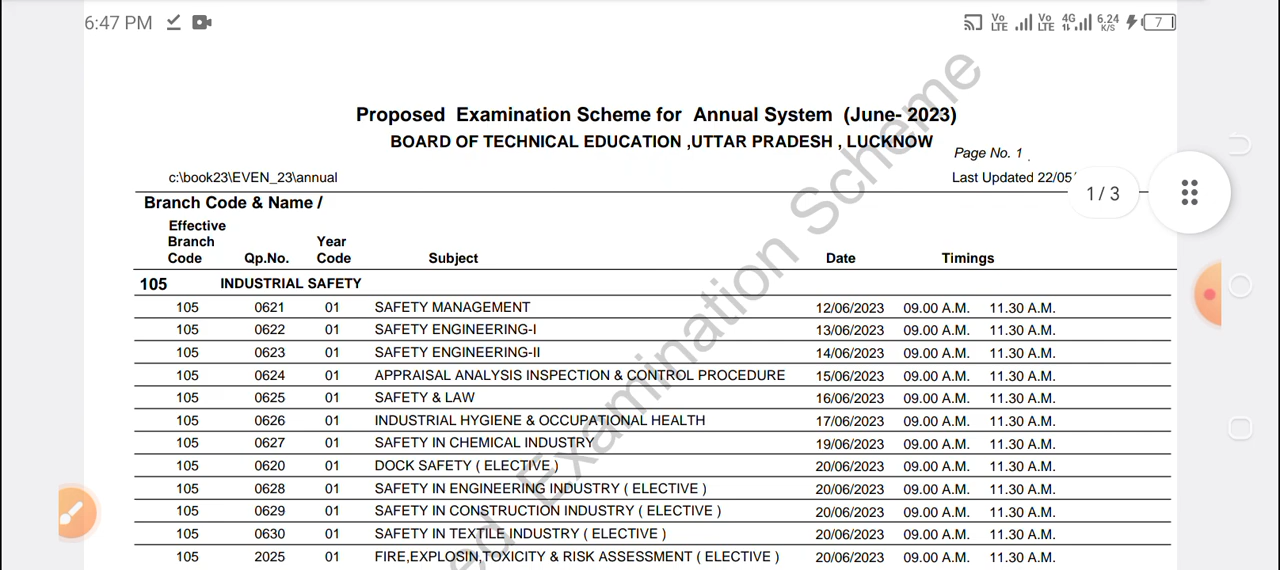 6:47 PM
Vo LTE Vo LTE 4G 6.24 K/S 7
Proposed Examination Scheme for Annual System (June- 2023)
BOARD OF TECHNICAL EDUCATION ,UTTAR PRADESH , LUCKNOW
Page No. 1
c:\book23\EVEN_23\annual
Last Updated 22/05/
1 / 3
Branch Code & Name /
Effective Branch Code Qp.No. Year Code Subject Date Timings
105 INDUSTRIAL SAFETY
105 0621 01 SAFETY MANAGEMENT 12/06/2023 09.00 A.M. 11.30 A.M.
105 0622 01 SAFETY ENGINEERING-I 13/06/2023 09.00 A.M. 11.30 A.M.
105 0623 01 SAFETY ENGINEERING-II 14/06/2023 09.00 A.M. 11.30 A.M.
105 0624 01 APPRAISAL ANALYSIS INSPECTION & CONTROL PROCEDURE 15/06/2023 09.00 A.M. 11.30 A.M.
105 0625 01 SAFETY & LAW 16/06/2023 09.00 A.M. 11.30 A.M.
105 0626 01 INDUSTRIAL HYGIENE & OCCUPATIONAL HEALTH 17/06/2023 09.00 A.M. 11.30 A.M.
105 0627 01 SAFETY IN CHEMICAL INDUSTRY 19/06/2023 09.00 A.M. 11.30 A.M.
105 0620 01 DOCK SAFETY ( ELECTIVE ) 20/06/2023 09.00 A.M. 11.30 A.M.
105 0628 01 SAFETY IN ENGINEERING INDUSTRY ( ELECTIVE ) 20/06/2023 09.00 A.M. 11.30 A.M.
105 0629 01 SAFETY IN CONSTRUCTION INDUSTRY ( ELECTIVE ) 20/06/2023 09.00 A.M. 11.30 A.M.
105 0630 01 SAFETY IN TEXTILE INDUSTRY ( ELECTIVE ) 20/06/2023 09.00 A.M. 11.30 A.M.
105 2025 01 FIRE,EXPLOSIN,TOXICITY & RISK ASSESSMENT ( ELECTIVE ) 20/06/2023 09.00 A.M. 11.30 A.M.
ed Examination Scheme